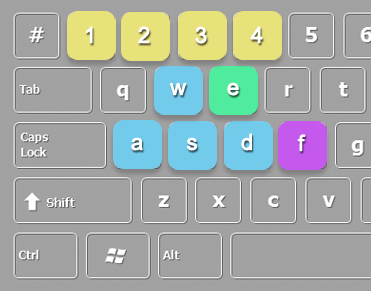 # 1 2 3 4 5 6
Tab q w e r t
Caps
Lock a s d f g
Shift z x c v
Ctrl Alt